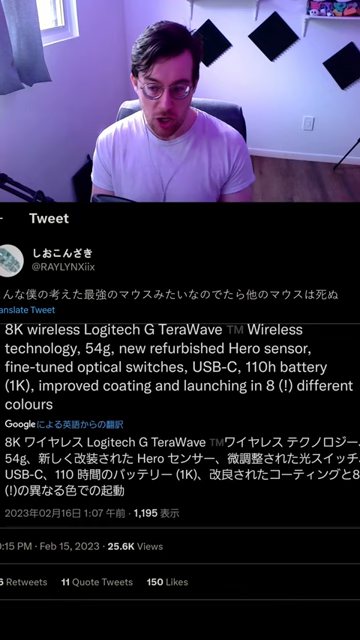 Tweet
しおこんざき
@RAYLYNXiix
んな僕の考えた最強のマウスみたいなのでたら他のマウスは死ぬ
anslate Tweet
8K wireless Logitech G TeraWave ™ Wireless
technology, 54g, new refurbished Hero sensor,
fine-tuned optical switches, USB-C, 110h battery
(1K), improved coating and launching in 8 (!) different
colours
Googleによる英語からの翻訳
8K ワイヤレス Logitech G TeraWave ™ワイヤレス テクノロジー、
54g、新しく改装された Hero センサー、微調整された光スイッチ、
USB-C、110 時間のバッテリー (1K)、改良されたコーティングと8
(!)の異なる色での起動
2023年02月16日 1:07 午前 · 1,195 表示
:15 PM · Feb 15, 2023 · 25.6K Views
Retweets 11 Quote Tweets 150 Likes